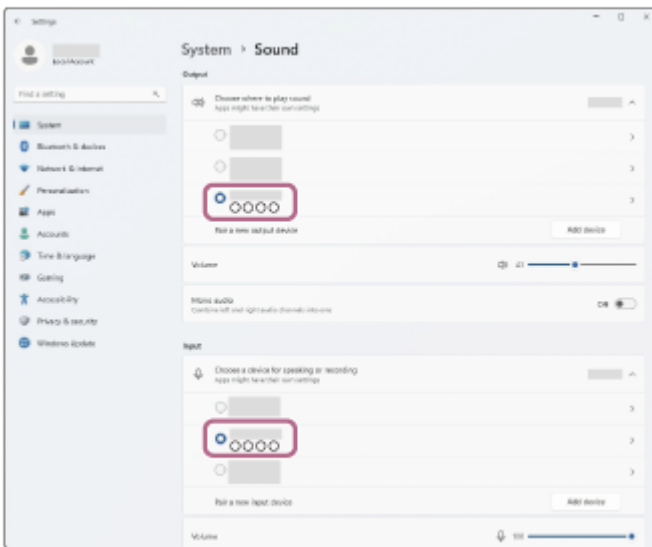 Settings
System > Sound
Local Account
Output
Find a setting
Choose where to play sound
Apps might have their own settings
System
Bluetooth & devices
Network & internet
Personalization
Apps
Accounts
Time & language
Gaming
Accessibility
Privacy & security
Windows Update
○○○○
Pair a new output device
Add device
Volume
Mono audio
Combine left and right audio channels into one
Off
Input
Choose a device for speaking or recording
Apps might have their own settings
○○○○
Pair a new input device
Add device
Volume
100